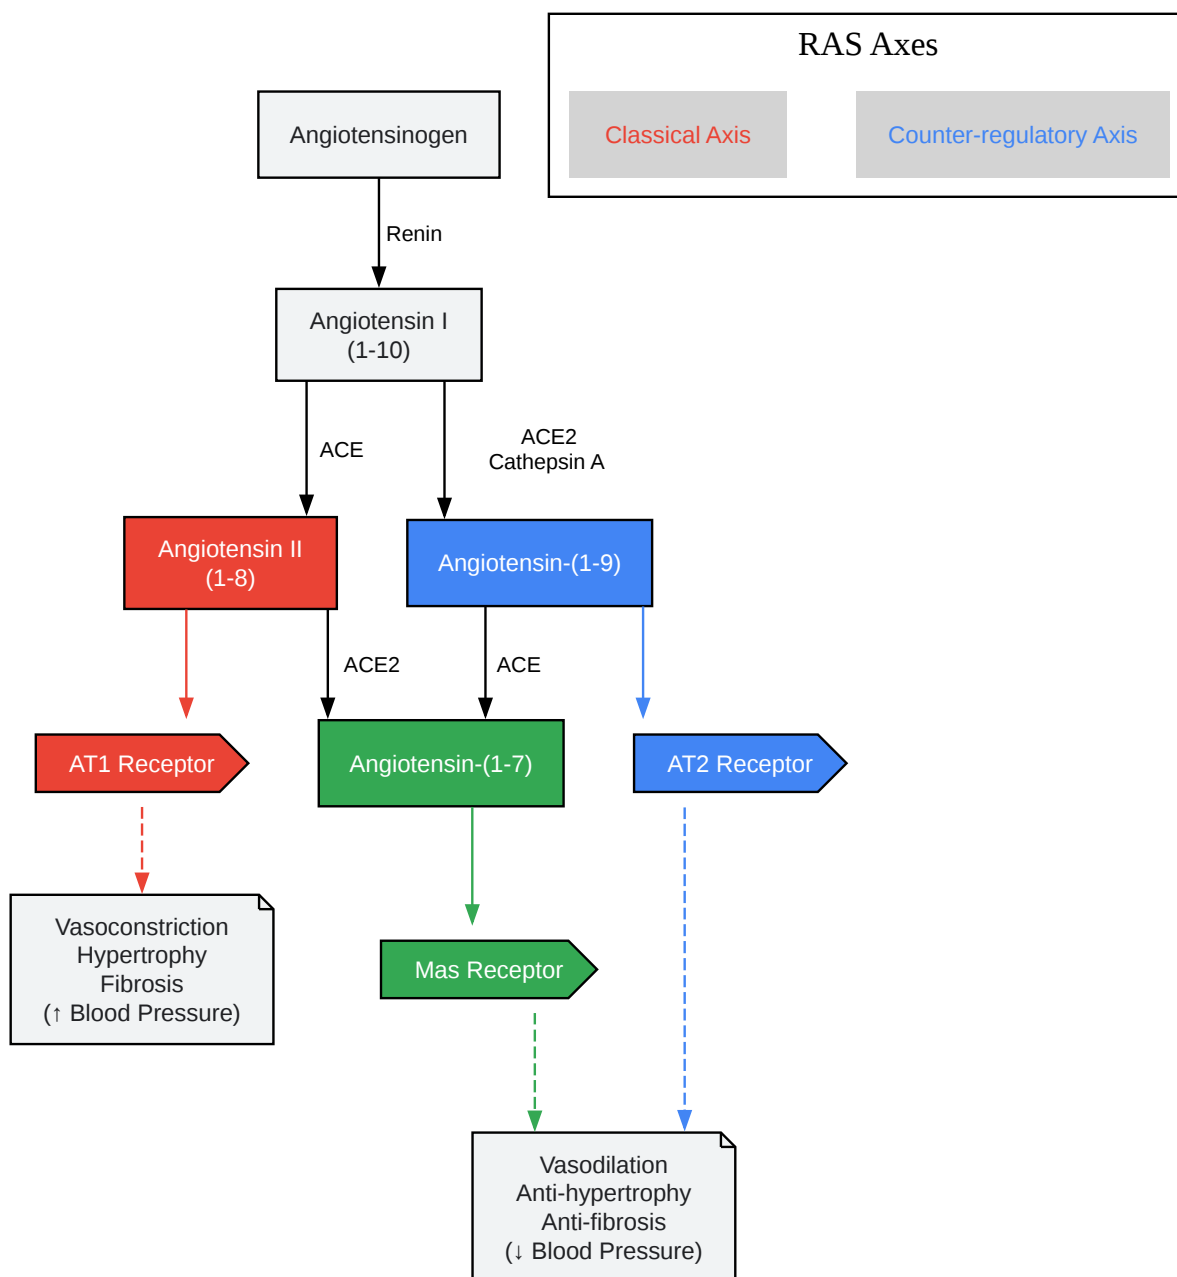 RAS Axes
Classical Axis
Counter-regulatory Axis
Angiotensinogen
Renin
Angiotensin I
(1-10)
ACE
ACE2
Cathepsin A
Angiotensin II
(1-8)
Angiotensin-(1-9)
ACE2
ACE
AT1 Receptor
Angiotensin-(1-7)
AT2 Receptor
Vasoconstriction
Hypertrophy
Fibrosis
(↑ Blood Pressure)
Mas Receptor
Vasodilation
Anti-hypertrophy
Anti-fibrosis
(↓ Blood Pressure)